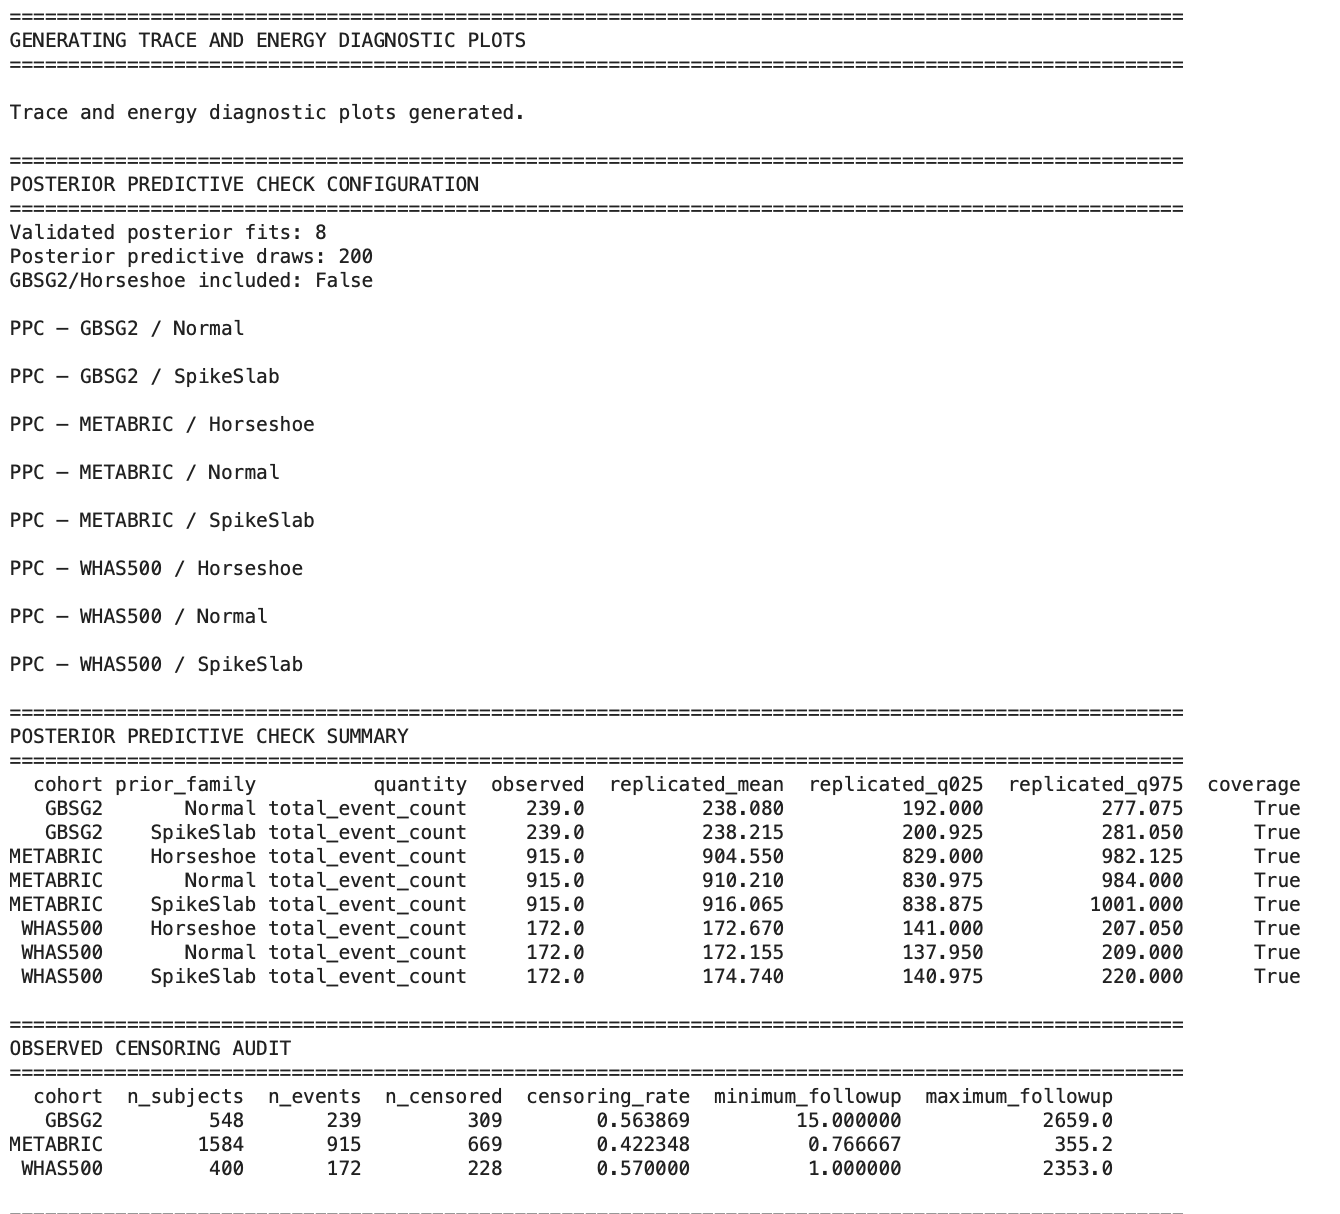 ====================================================================================================
GENERATING TRACE AND ENERGY DIAGNOSTIC PLOTS
====================================================================================================
Trace and energy diagnostic plots generated.
====================================================================================================
POSTERIOR PREDICTIVE CHECK CONFIGURATION
====================================================================================================
Validated posterior fits: 8
Posterior predictive draws: 200
GBSG2/Horseshoe included: False
PPC — GBSG2 / Normal
PPC — GBSG2 / SpikeSlab
PPC — METABRIC / Horseshoe
PPC — METABRIC / Normal
PPC — METABRIC / SpikeSlab
PPC — WHAS500 / Horseshoe
PPC — WHAS500 / Normal
PPC — WHAS500 / SpikeSlab
====================================================================================================
POSTERIOR PREDICTIVE CHECK SUMMARY
====================================================================================================
  cohort prior_family          quantity  observed  replicated_mean  replicated_q025  replicated_q975  coverage
   GBSG2       Normal total_event_count     239.0          238.080          192.000          277.075      True
   GBSG2    SpikeSlab total_event_count     239.0          238.215          200.925          281.050      True
METABRIC    Horseshoe total_event_count     915.0          904.550          829.000          982.125      True
METABRIC       Normal total_event_count     915.0          910.210          830.975          984.000      True
METABRIC    SpikeSlab total_event_count     915.0          916.065          838.875         1001.000      True
 WHAS500    Horseshoe total_event_count     172.0          172.670          141.000          207.050      True
 WHAS500       Normal total_event_count     172.0          172.155          137.950          209.000      True
 WHAS500    SpikeSlab total_event_count     172.0          174.740          140.975          220.000      True
====================================================================================================
OBSERVED CENSORING AUDIT
====================================================================================================
  cohort  n_subjects  n_events  n_censored  censoring_rate  minimum_followup  maximum_followup
   GBSG2         548       239         309        0.563869         15.000000            2659.0
METABRIC        1584       915         669        0.422348          0.766667             355.2
 WHAS500         400       172         228        0.570000          1.000000            2353.0
====================================================================================================